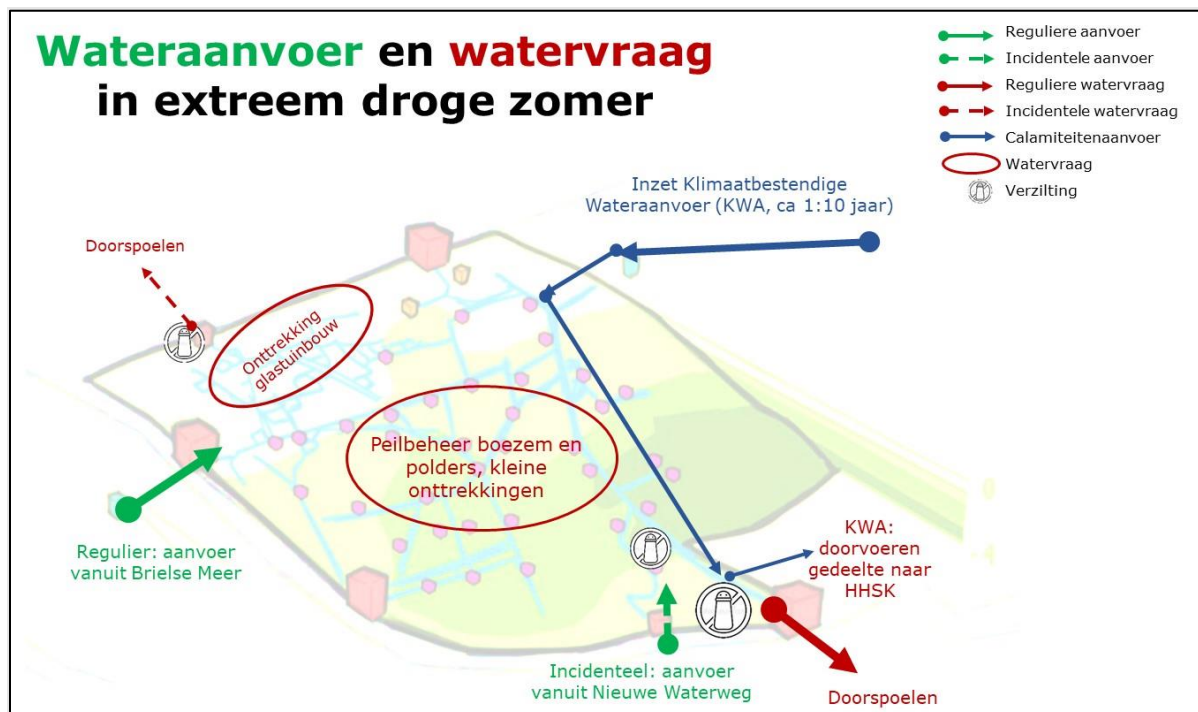 Wateraanvoer en watervraag
in extreem droge zomer
Reguliere aanvoer
Incidentele aanvoer
Reguliere watervraag
Incidentele watervraag
Calamiteitenaanvoer
Watervraag
Verzilting
Inzet Klimaatbestendige
Wateraanvoer (KWA, ca 1:10 jaar)
Doorspoelen
Onttrekking
glastuinbouw
Peilbeheer boezem en
polders, kleine
onttrekkingen
Regulier: aanvoer
vanuit Brielse Meer
KWA:
doorvoeren
gedeelte naar
HHSK
Incidenteel: aanvoer
vanuit Nieuwe Waterweg
Doorspoelen